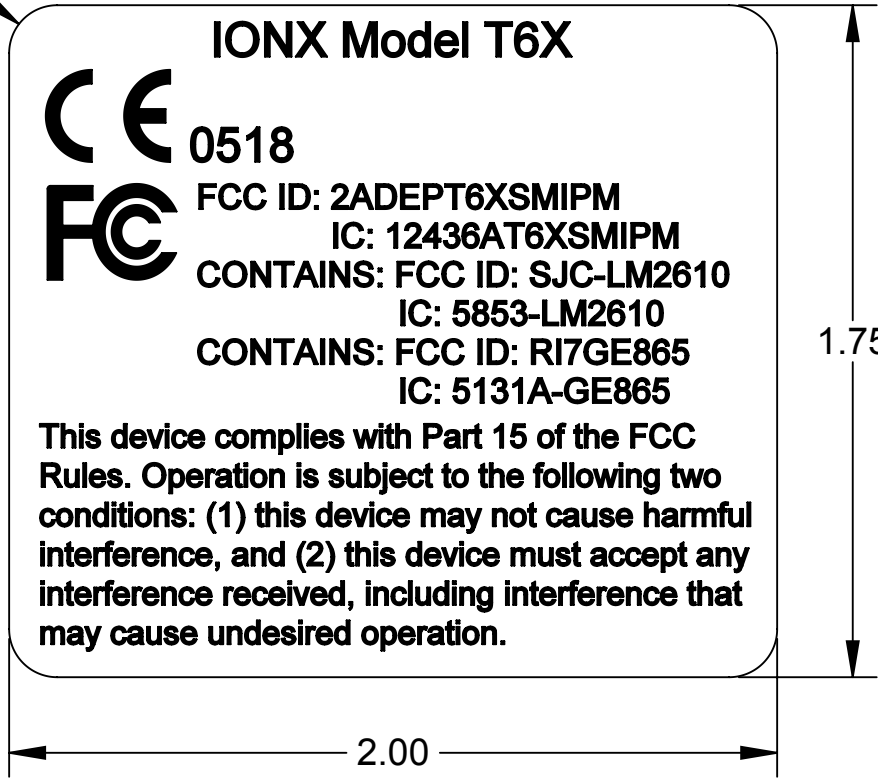 IONX Model T6X
CE 0518
FC FCC ID: 2ADEPT6XSMIPM
IC: 12436AT6XSMIPM
CONTAINS: FCC ID: SJC-LM2610
IC: 5853-LM2610
CONTAINS: FCC ID: RI7GE865
IC: 5131A-GE865
This device complies with Part 15 of the FCC
Rules. Operation is subject to the following two
conditions: (1) this device may not cause harmful
interference, and (2) this device must accept any
interference received, including interference that
may cause undesired operation.
1.75
2.00